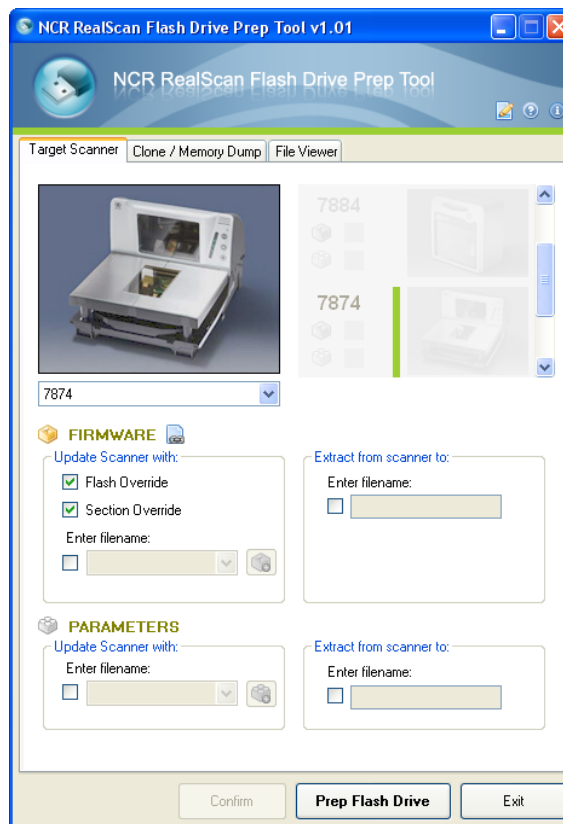 NCR RealScan Flash Drive Prep Tool v1.01
NCR RealScan Flash Drive Prep Tool
Target Scanner
Clone / Memory Dump
File Viewer
7884
7874
7874
FIRMWARE
Update Scanner with:
Extract from scanner to:
Flash Override
Enter filename:
Section Override
Enter filename:
PARAMETERS
Update Scanner with:
Extract from scanner to:
Enter filename:
Enter filename:
Confirm
Prep Flash Drive
Exit